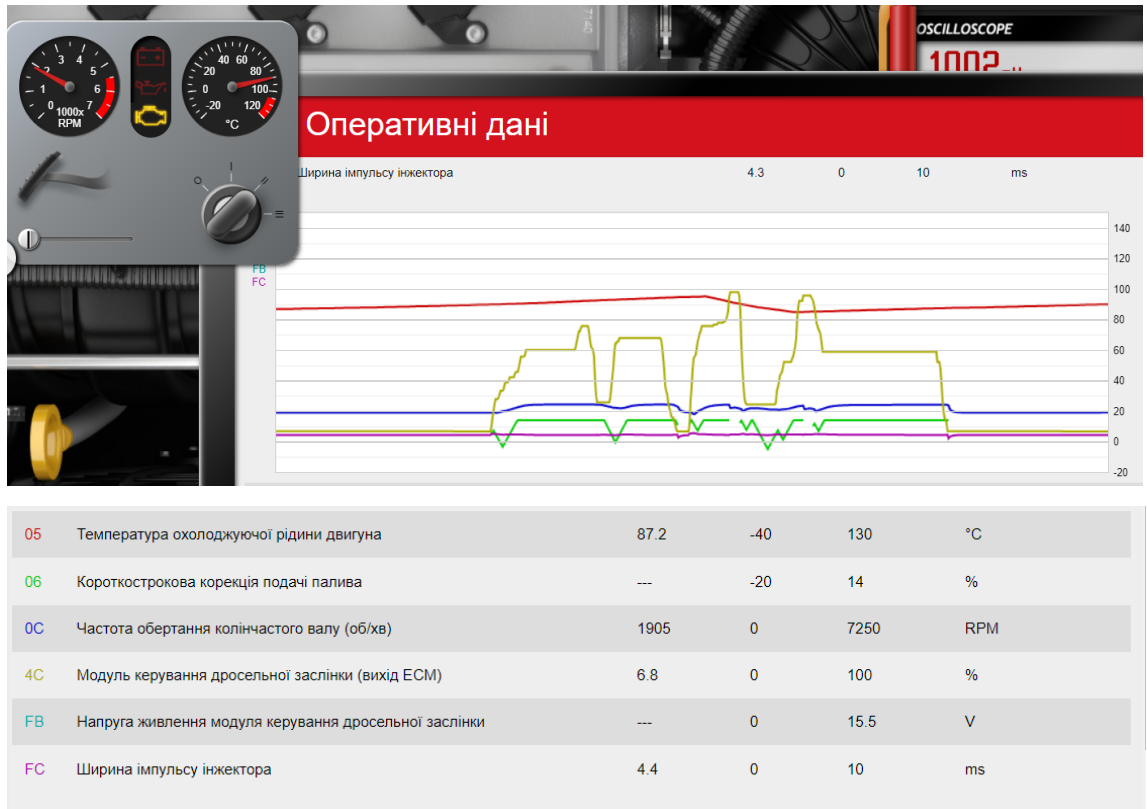 7140
OSCILLOSCOPE
1002
0 1 2 3 4 5 6 7
1000x
RPM
-20 0 20 40 60 80 100 120
°C
Оперативні дані
Ширина імпульсу інжектора 4.3 0 10 ms
FB
FC
140
120
100
80
60
40
20
0
-20
05 Температура охолоджуючої рідини двигуна 87.2 -40 130 °C
06 Короткострокова корекція подачі палива --- -20 14 %
0C Частота обертання колінчастого валу (об/хв) 1905 0 7250 RPM
4C Модуль керування дросельної заслінки (вихід ECM) 6.8 0 100 %
FB Напруга живлення модуля керування дросельної заслінки --- 0 15.5 V
FC Ширина імпульсу інжектора 4.4 0 10 ms